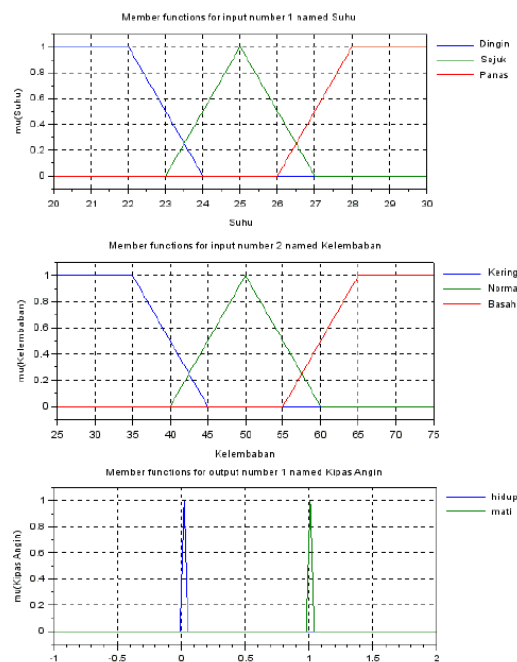 Member functions for input number 1 named Suhu
Dingin
Sejuk
Panas
mu(Suhu)
1
0.8
0.6
0.4
0.2
0
20 21 22 23 24 25 26 27 28 29 30
Suhu
Member functions for input number 2 named Kelembaban
Kering
Norma
Basah
mu(Kelembaban)
1
0.8
0.6
0.4
0.2
0
25 30 35 40 45 50 55 60 65 70 75
Kelembaban
Member functions for output number 1 named Kipas Angin
hidup
mati
mu(Kipas Angin)
1
0.8
0.6
0.4
0.2
0
-1 -0.5 0 0.5 1 1.5 2